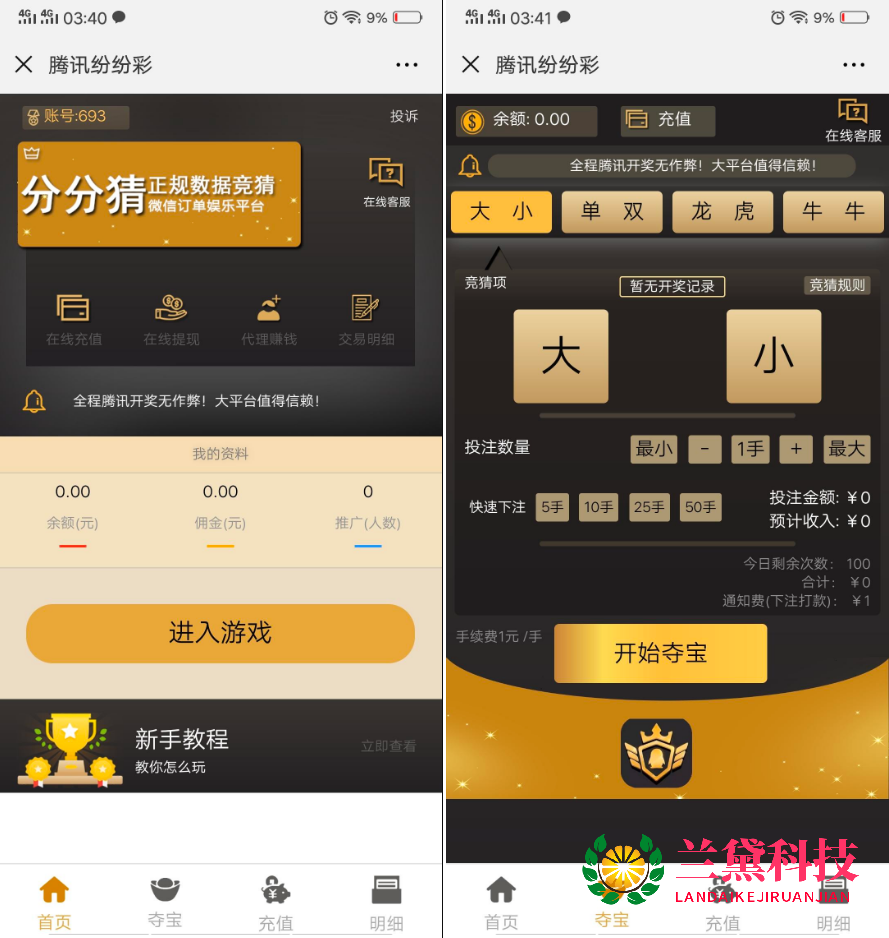 4G 4G 03:40 9%
腾讯纷纷彩
账号:693
投诉
分分猜 正规数据竞猜
微信订单娱乐平台
在线客服
在线充值 在线提现 代理赚钱 交易明细
全程腾讯开奖无作弊！大平台值得信赖！
我的资料
0.00 0.00 0
余额(元) 佣金(元) 推广(人数)
进入游戏
新手教程
教你怎么玩
立即查看
首页 夺宝 充值 明细
4G 4G 03:41 9%
腾讯纷纷彩
余额: 0.00 充值
在线客服
全程腾讯开奖无作弊！大平台值得信赖！
大 小 单 双 龙 虎 牛 牛
竞猜项 暂无开奖记录 竞猜规则
大 小
投注数量 最小 - 1手 + 最大
快速下注 5手 10手 25手 50手
投注金额: ￥0
预计收入: ￥0
今日剩余次数： 100
合计： ￥0
通知费(下注打款)： ￥1
手续费1元 /手
开始夺宝
兰黛科技
LANDAIKEJIRUANJIAN
首页 夺宝 充值 明细